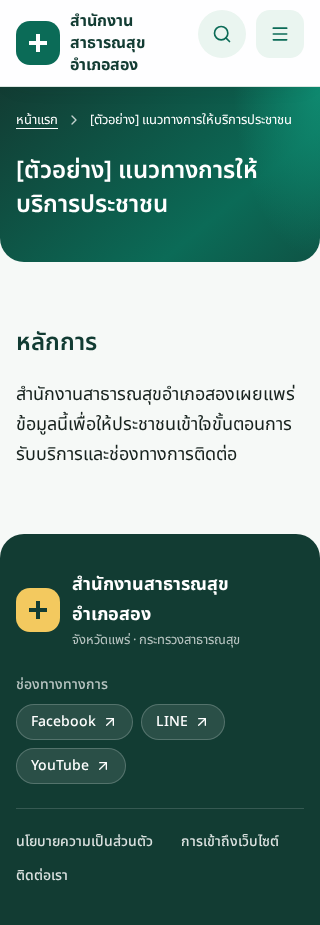 สำนักงาน
สาธารณสุข
อำเภอสอง
หน้าแรก > [ตัวอย่าง] แนวทางการให้บริการประชาชน
[ตัวอย่าง] แนวทางการให้
บริการประชาชน
หลักการ
สำนักงานสาธารณสุขอำเภอสองเผยแพร่
ข้อมูลนี้เพื่อให้ประชาชนเข้าใจขั้นตอนการ
รับบริการและช่องทางการติดต่อ
สำนักงานสาธารณสุข
อำเภอสอง
จังหวัดแพร่ · กระทรวงสาธารณสุข
ช่องทางทางการ
Facebook LINE
YouTube
นโยบายความเป็นส่วนตัว การเข้าถึงเว็บไซต์
ติดต่อเรา